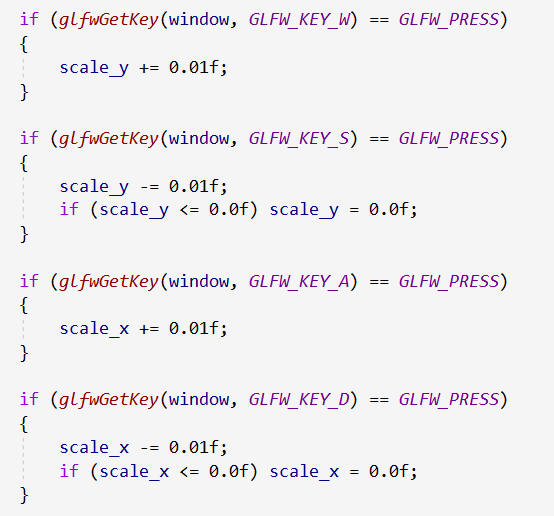 if (glfwGetKey(window, GLFW_KEY_W) == GLFW_PRESS)
{
    scale_y += 0.01f;
}

if (glfwGetKey(window, GLFW_KEY_S) == GLFW_PRESS)
{
    scale_y -= 0.01f;
    if (scale_y <= 0.0f) scale_y = 0.0f;
}

if (glfwGetKey(window, GLFW_KEY_A) == GLFW_PRESS)
{
    scale_x += 0.01f;
}

if (glfwGetKey(window, GLFW_KEY_D) == GLFW_PRESS)
{
    scale_x -= 0.01f;
    if (scale_x <= 0.0f) scale_x = 0.0f;
}